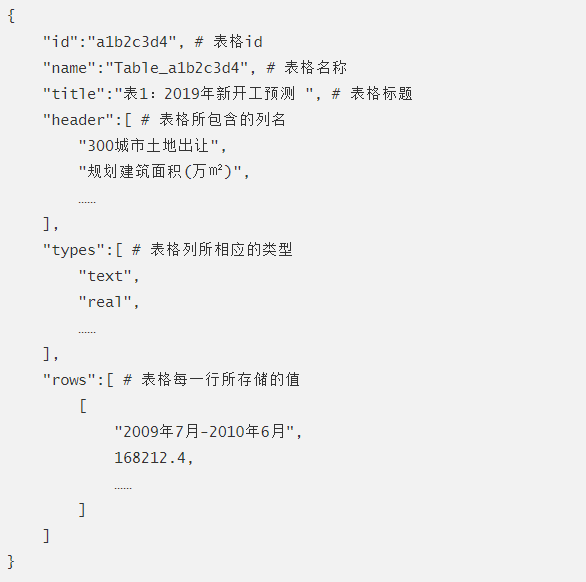 {
    "id":"a1b2c3d4", # 表格id
    "name":"Table_a1b2c3d4", # 表格名称
    "title":"表1：2019年新开工预测 ", # 表格标题
    "header":[ # 表格所包含的列名
        "300城市土地出让",
        "规划建筑面积(万㎡)",
        ……
    ],
    "types":[ # 表格列所相应的类型
        "text",
        "real",
        ……
    ],
    "rows":[ # 表格每一行所存储的值
        [
            "2009年7月-2010年6月",
            168212.4,
            ……
        ]
    ]
}